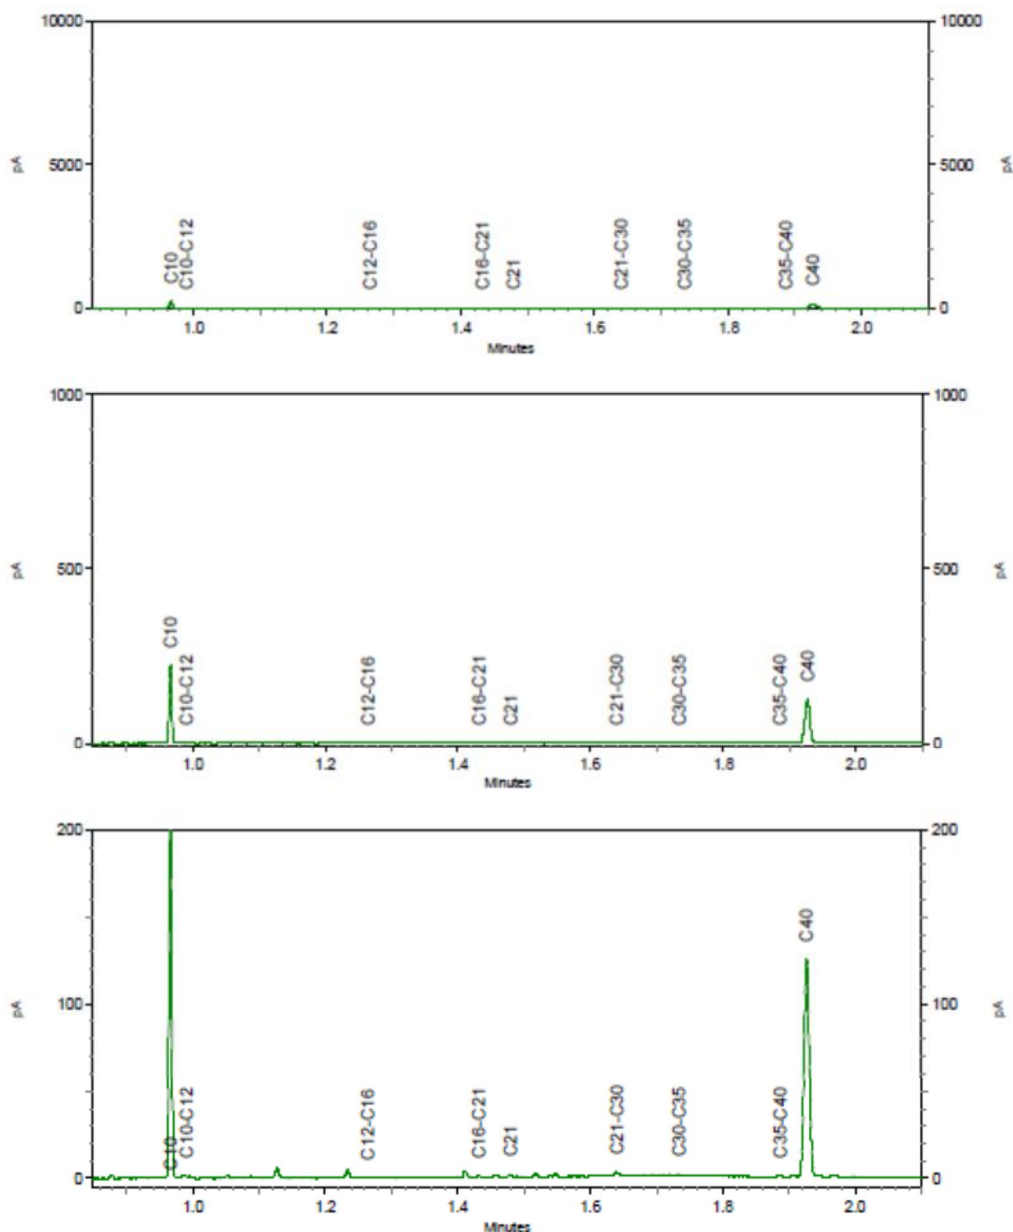 10000 10000
pA 5000 5000 pA
C10 C10-C12 C12-C16 C16-C21 C21 C21-C30 C30-C35 C35-C40 C40
0 0
1.0 1.2 1.4 1.6 1.8 2.0
Minutes
1000 1000
pA 500 500 pA
C10 C10-C12 C12-C16 C16-C21 C21 C21-C30 C30-C35 C35-C40 C40
0 0
1.0 1.2 1.4 1.6 1.8 2.0
Minutes
200 200
pA 100 100 pA
C10 C10-C12 C12-C16 C16-C21 C21 C21-C30 C30-C35 C35-C40 C40
0 0
1.0 1.2 1.4 1.6 1.8 2.0
Minutes